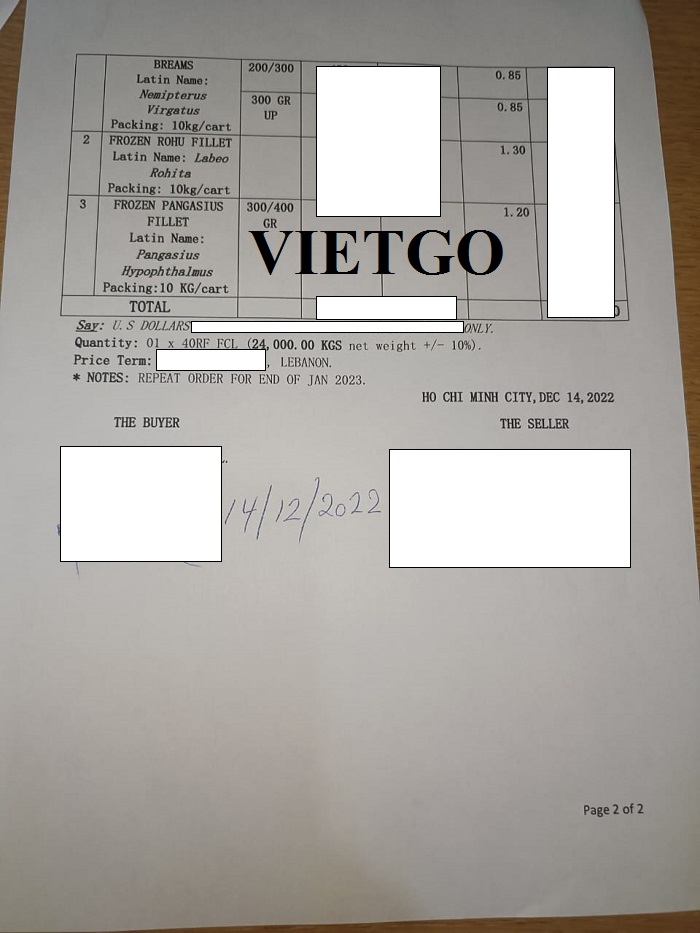 BREAMS
Latin Name:
Nemipterus
Virgatus
Packing: 10kg/cart
200/300
0.85
300 GR
UP
0.85
2
FROZEN ROHU FILLET
Latin Name: Labeo
Rohita
Packing: 10kg/cart
1.30
3
FROZEN PANGASIUS
FILLET
Latin Name:
Pangasius
Hypophthalmus
Packing:10 KG/cart
300/400
GR
1.20
VIETGO
TOTAL
0
Say: U.S DOLLARS ONLY.
Quantity: 01 x 40RF FCL (24,000.00 KGS net weight +/- 10%).
Price Term: , LEBANON.
* NOTES: REPEAT ORDER FOR END OF JAN 2023.
HO CHI MINH CITY, DEC 14, 2022
THE BUYER
THE SELLER
14/12/2022
Page 2 of 2